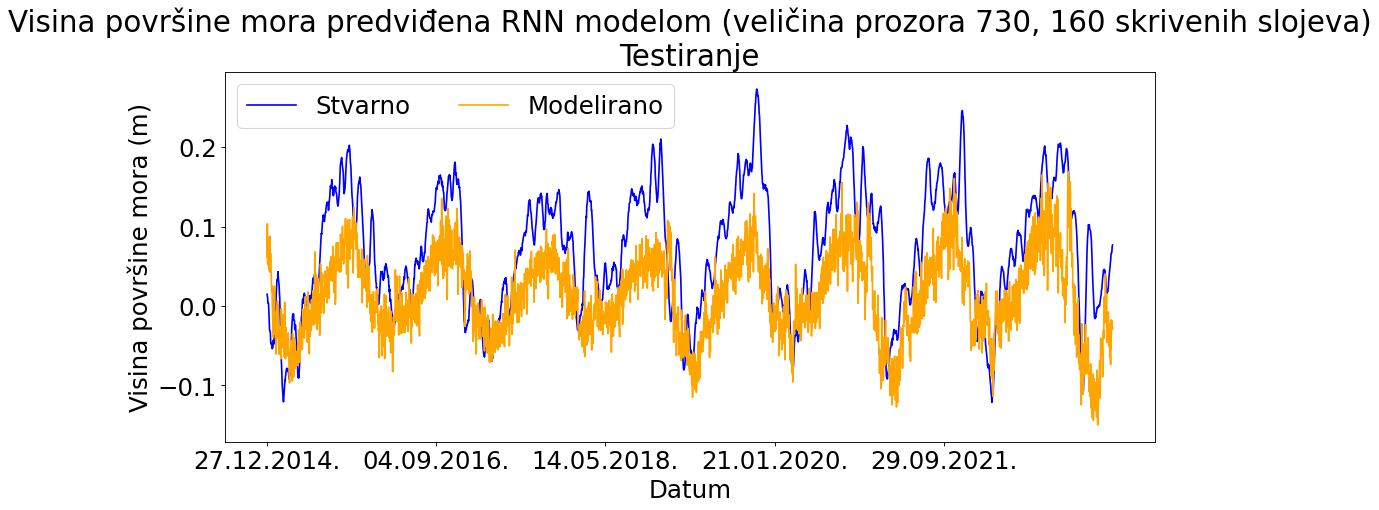 Visina površine mora predviđena RNN modelom (veličina prozora 730, 160 skrivenih slojeva)
Testiranje
Stvarno Modelirano
Visina površine mora (m)
0.2
0.1
0.0
−0.1
27.12.2014. 04.09.2016. 14.05.2018. 21.01.2020. 29.09.2021.
Datum